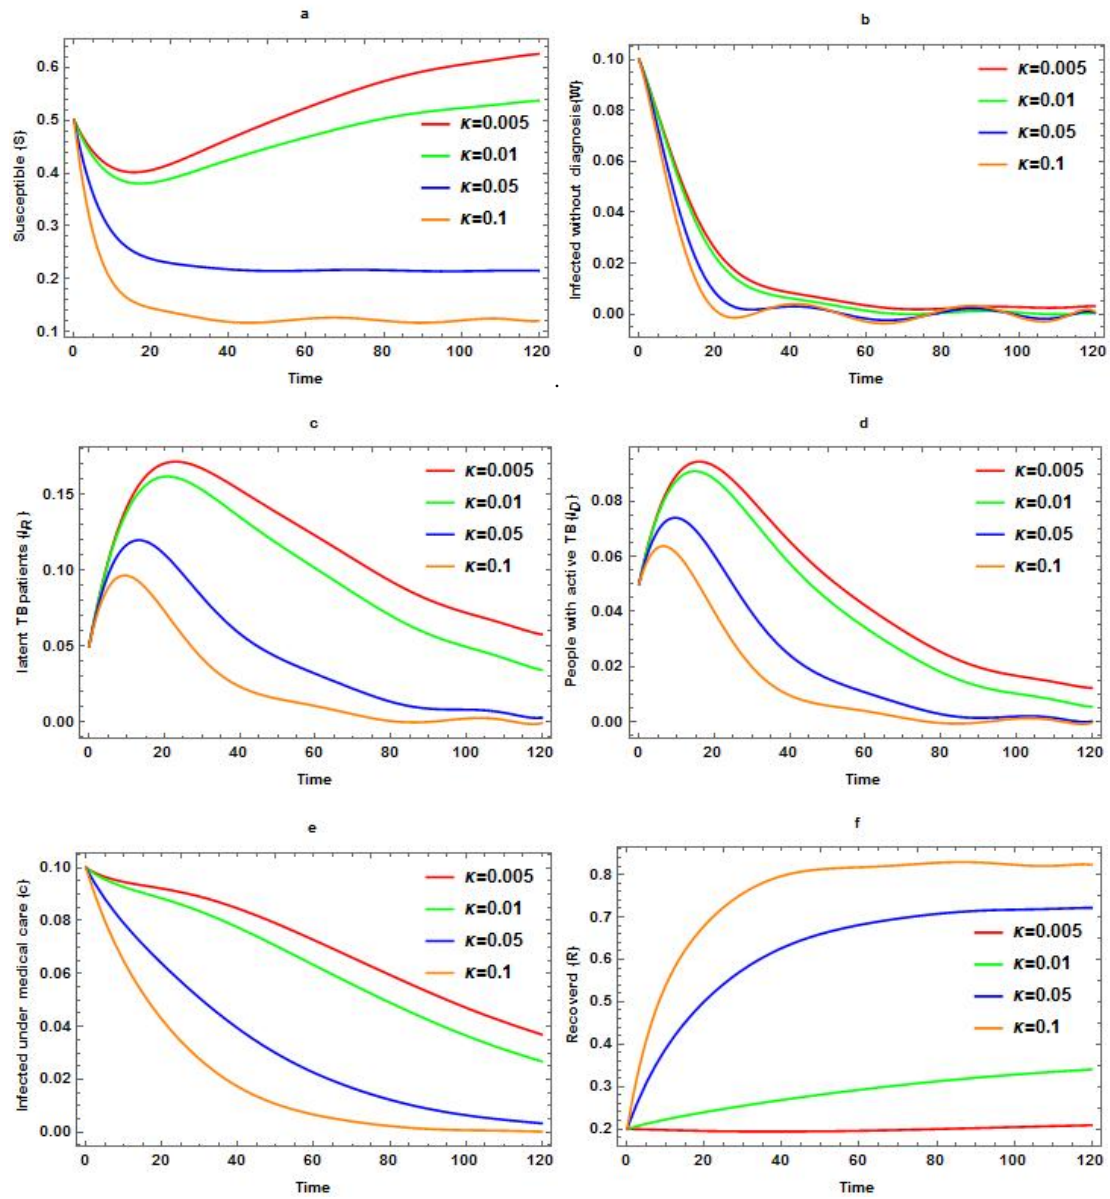 a
Susceptible {S}
0.6
0.5
0.4
0.3
0.2
0.1
κ=0.005
κ=0.01
κ=0.05
κ=0.1
0 20 40 60 80 100 120
Time
b
Infected without diagnosis{W}
0.10
0.08
0.06
0.04
0.02
0.00
κ=0.005
κ=0.01
κ=0.05
κ=0.1
0 20 40 60 80 100 120
Time
.
c
latent TB patients {I_R}
0.15
0.10
0.05
0.00
κ=0.005
κ=0.01
κ=0.05
κ=0.1
0 20 40 60 80 100 120
Time
d
People with active TB {I_D}
0.08
0.06
0.04
0.02
0.00
κ=0.005
κ=0.01
κ=0.05
κ=0.1
0 20 40 60 80 100 120
Time
e
Infected under medical care {c}
0.10
0.08
0.06
0.04
0.02
0.00
κ=0.005
κ=0.01
κ=0.05
κ=0.1
0 20 40 60 80 100 120
Time
f
Recoverd {R}
0.8
0.7
0.6
0.5
0.4
0.3
0.2
κ=0.005
κ=0.01
κ=0.05
κ=0.1
0 20 40 60 80 100 120
Time